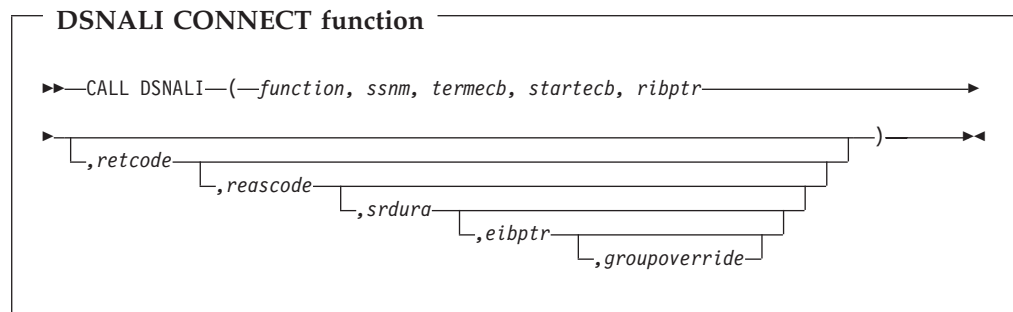 DSNALI CONNECT function
CALL DSNALI ( function, ssnm, termecb, startecb, ribptr
)
,retcode
,reascode
,srdura
,eibptr
,groupoverride